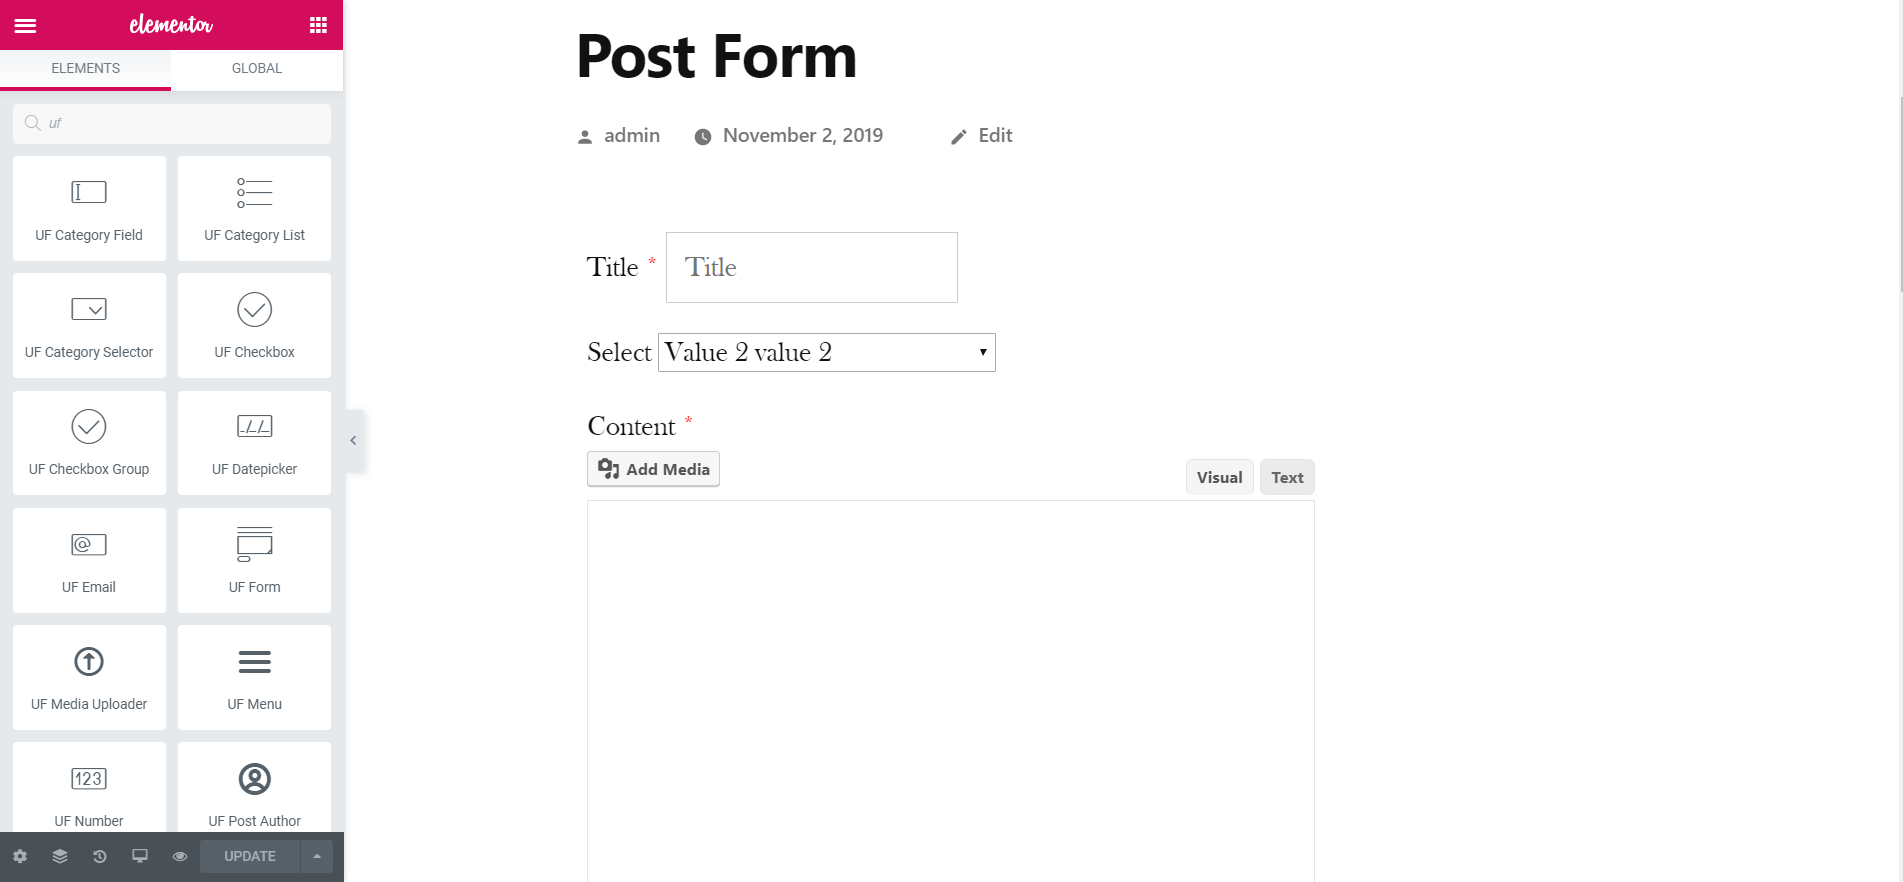 elementor
ELEMENTS GLOBAL
uf
UF Category Field UF Category List
UF Category Selector UF Checkbox
UF Checkbox Group UF Datepicker
@
UF Email UF Form
UF Media Uploader UF Menu
123
UF Number UF Post Author
UPDATE
Post Form
admin November 2, 2019 Edit
Title * Title
Select Value 2 value 2
Content *
Add Media Visual Text